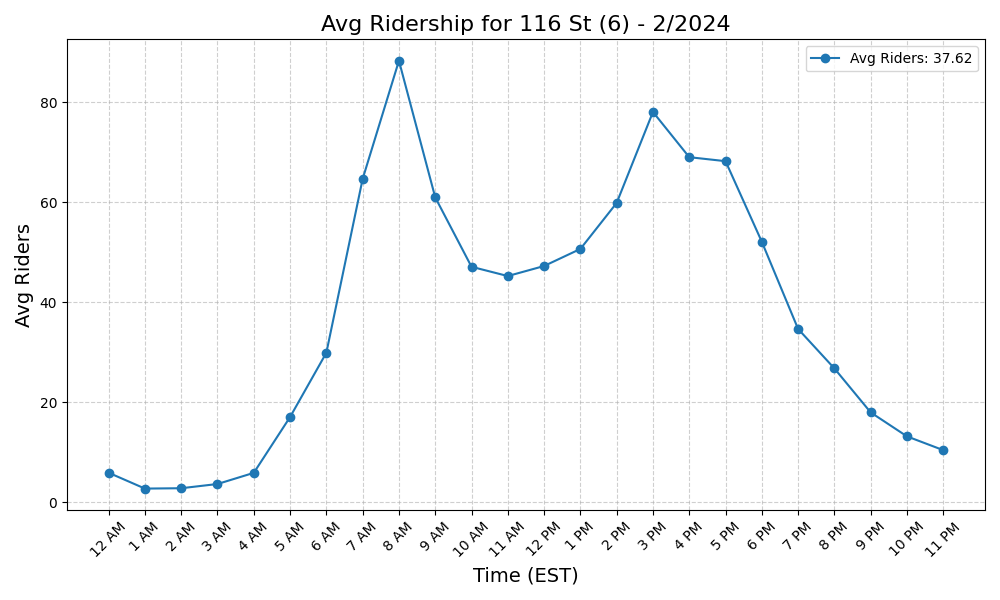 Avg Ridership for 116 St (6) - 2/2024
Avg Riders: 37.62
Avg Riders
80
60
40
20
0
12 AM
1 AM
2 AM
3 AM
4 AM
5 AM
6 AM
7 AM
8 AM
9 AM
10 AM
11 AM
12 PM
1 PM
2 PM
3 PM
4 PM
5 PM
6 PM
7 PM
8 PM
9 PM
10 PM
11 PM
Time (EST)